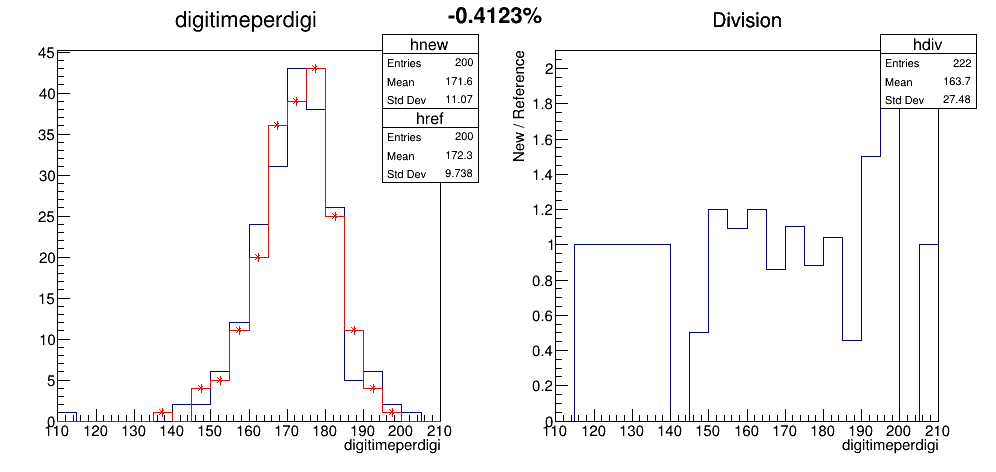 digitimeperdigi
-0.4123%
Division
hnew
Entries 200
Mean 171.6
Std Dev 11.07
href
Entries 200
Mean 172.3
Std Dev 9.738
45
40
35
30
25
20
15
10
5
0
110 120 130 140 150 160 170 180 190 200 210
digitimeperdigi
hdiv
Entries 222
Mean 163.7
Std Dev 27.48
New / Reference
2
1.8
1.6
1.4
1.2
1
0.8
0.6
0.4
0.2
0
110 120 130 140 150 160 170 180 190 200 210
digitimeperdigi